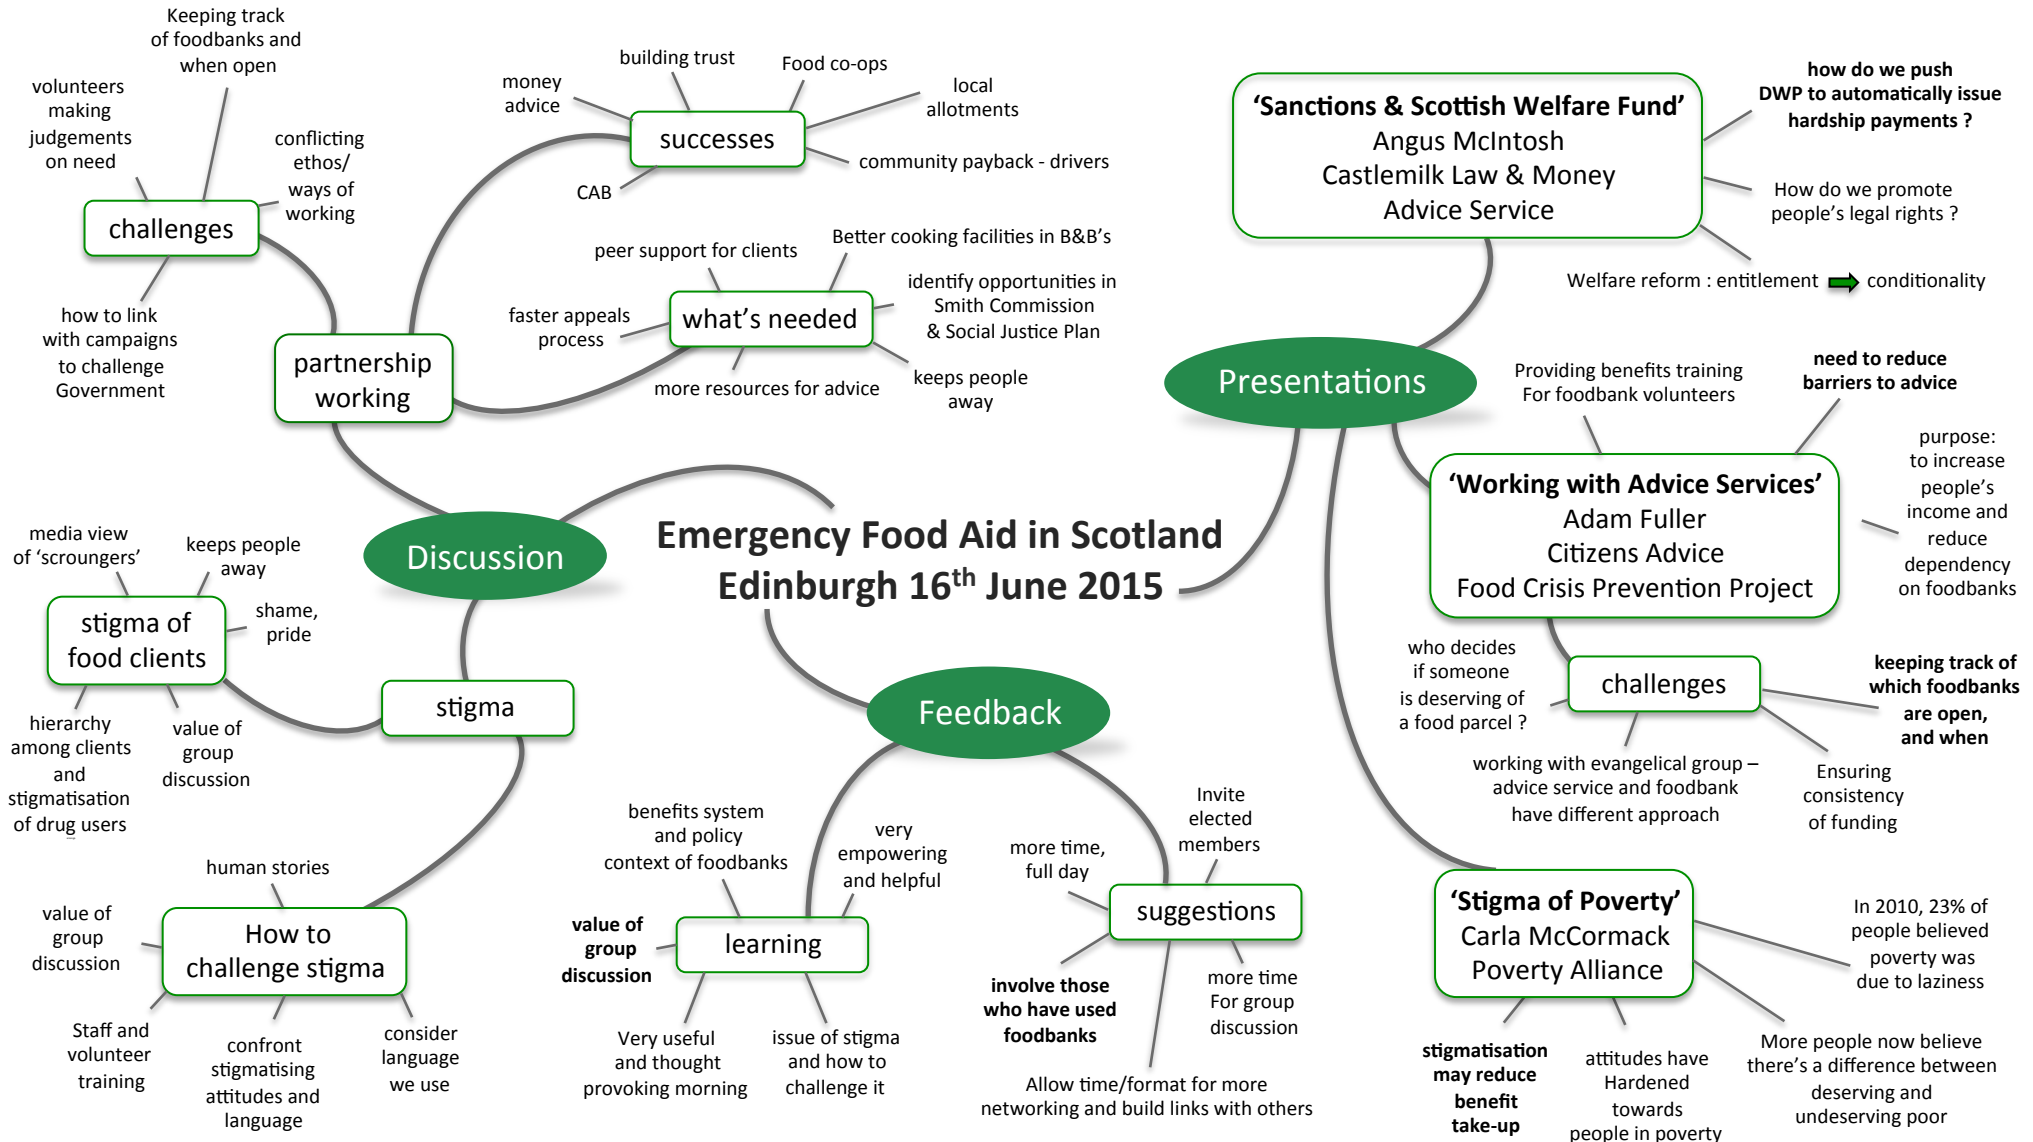 Emergency Food Aid in Scotland
Edinburgh 16th June 2015
Discussion
partnership
working
challenges
Keeping track
of foodbanks and
when open
volunteers
making
judgements
on need
conflicting
ethos/
ways of
working
how to link
with campaigns
to challenge
Government
successes
money
advice
building trust
Food co-ops
local
allotments
community payback - drivers
CAB
what's needed
peer support for clients
Better cooking facilities in B&B's
identify opportunities in
Smith Commission
& Social Justice Plan
faster appeals
process
more resources for advice
keeps people
away
stigma
stigma of
food clients
media view
of 'scroungers'
keeps people
away
shame,
pride
hierarchy
among clients
and
stigmatisation
of drug users
value of
group
discussion
How to
challenge stigma
human stories
value of
group
discussion
Staff and
volunteer
training
confront
stigmatising
attitudes and
language
consider
language
we use
Feedback
learning
benefits system
and policy
context of foodbanks
very
empowering
and helpful
value of
group
discussion
Very useful
and thought
provoking morning
issue of stigma
and how to
challenge it
suggestions
more time,
full day
Invite
elected
members
involve those
who have used
foodbanks
more time
For group
discussion
Allow time/format for more
networking and build links with others
Presentations
'Sanctions & Scottish Welfare Fund'
Angus McIntosh
Castlemilk Law & Money
Advice Service
how do we push
DWP to automatically issue
hardship payments ?
How do we promote
people's legal rights ?
Welfare reform : entitlement conditionality
'Working with Advice Services'
Adam Fuller
Citizens Advice
Food Crisis Prevention Project
Providing benefits training
For foodbank volunteers
need to reduce
barriers to advice
purpose:
to increase
people's
income and
reduce
dependency
on foodbanks
challenges
who decides
if someone
is deserving of
a food parcel ?
keeping track of
which foodbanks
are open,
and when
working with evangelical group –
advice service and foodbank
have different approach
Ensuring
consistency
of funding
'Stigma of Poverty'
Carla McCormack
Poverty Alliance
In 2010, 23% of
people believed
poverty was
due to laziness
stigmatisation
may reduce
benefit
take-up
attitudes have
Hardened
towards
people in poverty
More people now believe
there's a difference between
deserving and
undeserving poor